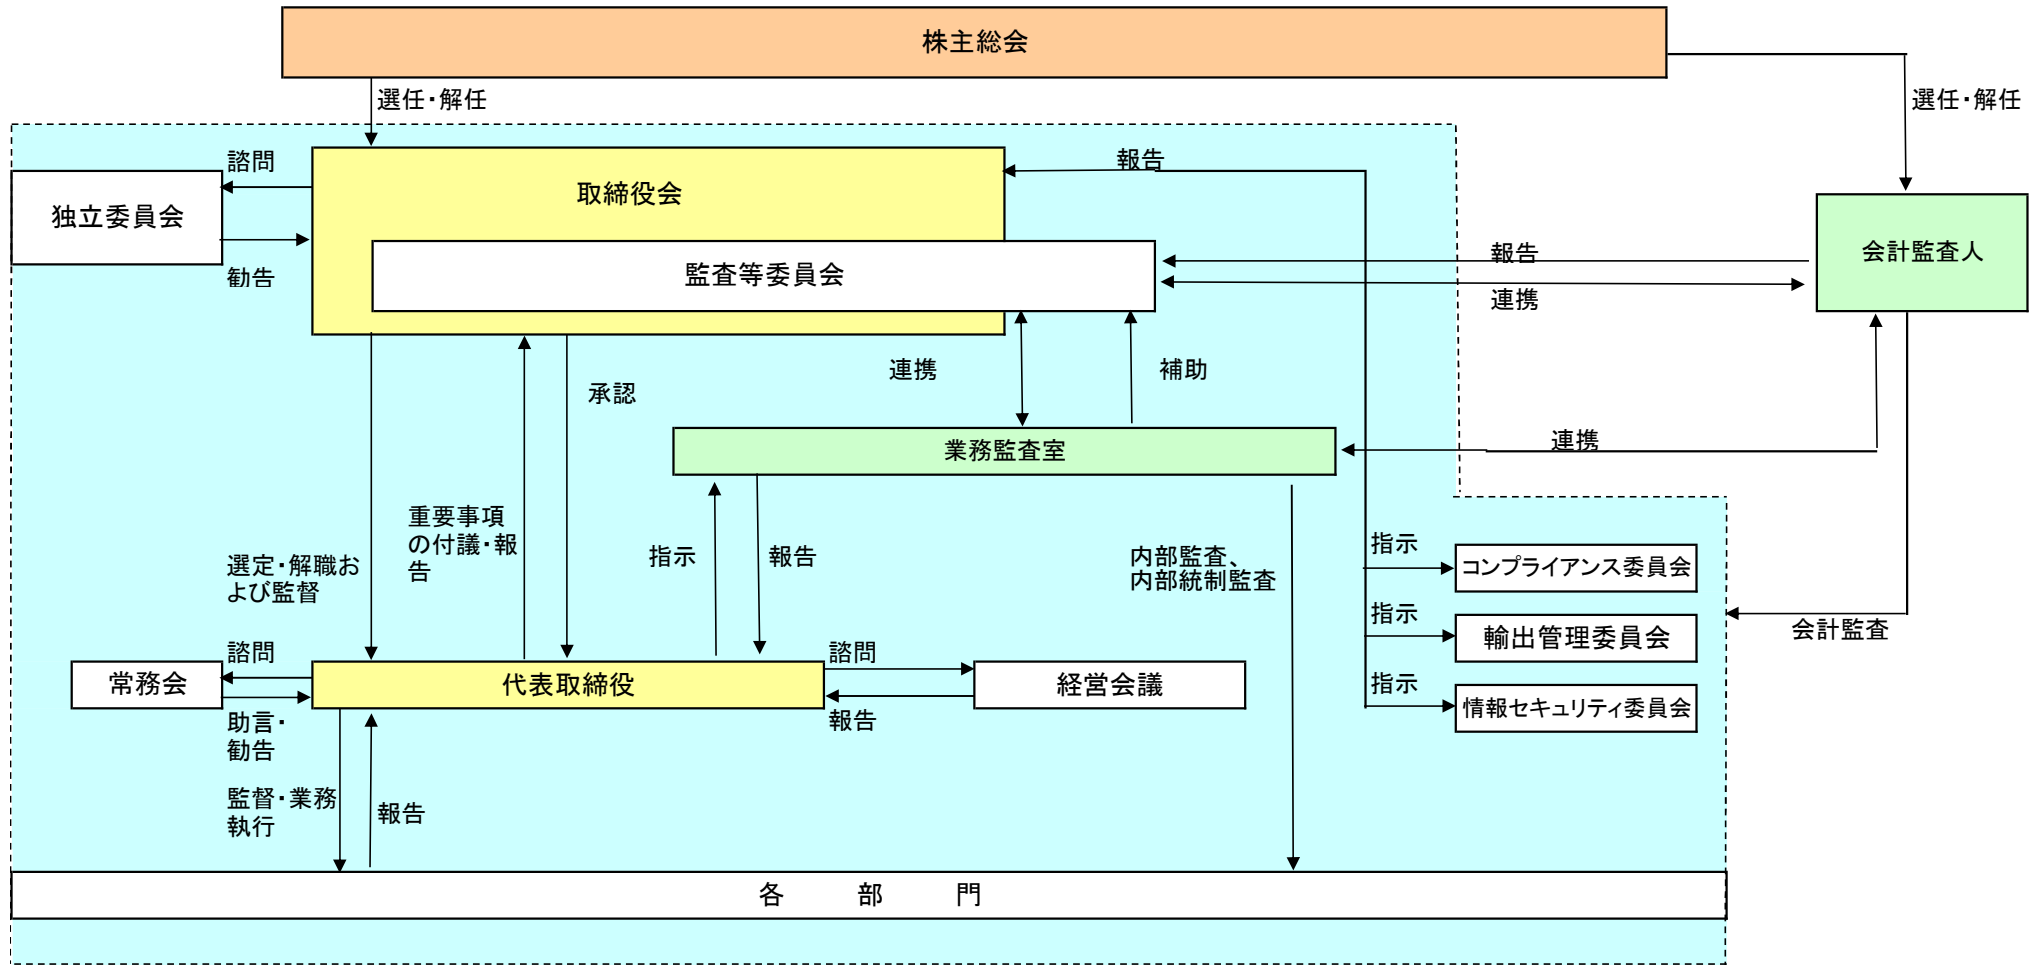 株主総会
選任・解任
選任・解任
諮問
報告
取締役会
独立委員会
勧告
監査等委員会
報告
会計監査人
連携
連携
補助
承認
業務監査室
連携
重要事項
の付議・報
告
指示
報告
内部監査、
内部統制監査
選定・解職お
よび監督
指示
コンプライアンス委員会
指示
輸出管理委員会
会計監査
指示
情報セキュリティ委員会
諮問
常務会
代表取締役
諮問
経営会議
報告
助言・
勧告
監督・業務
執行
報告
各 部 門